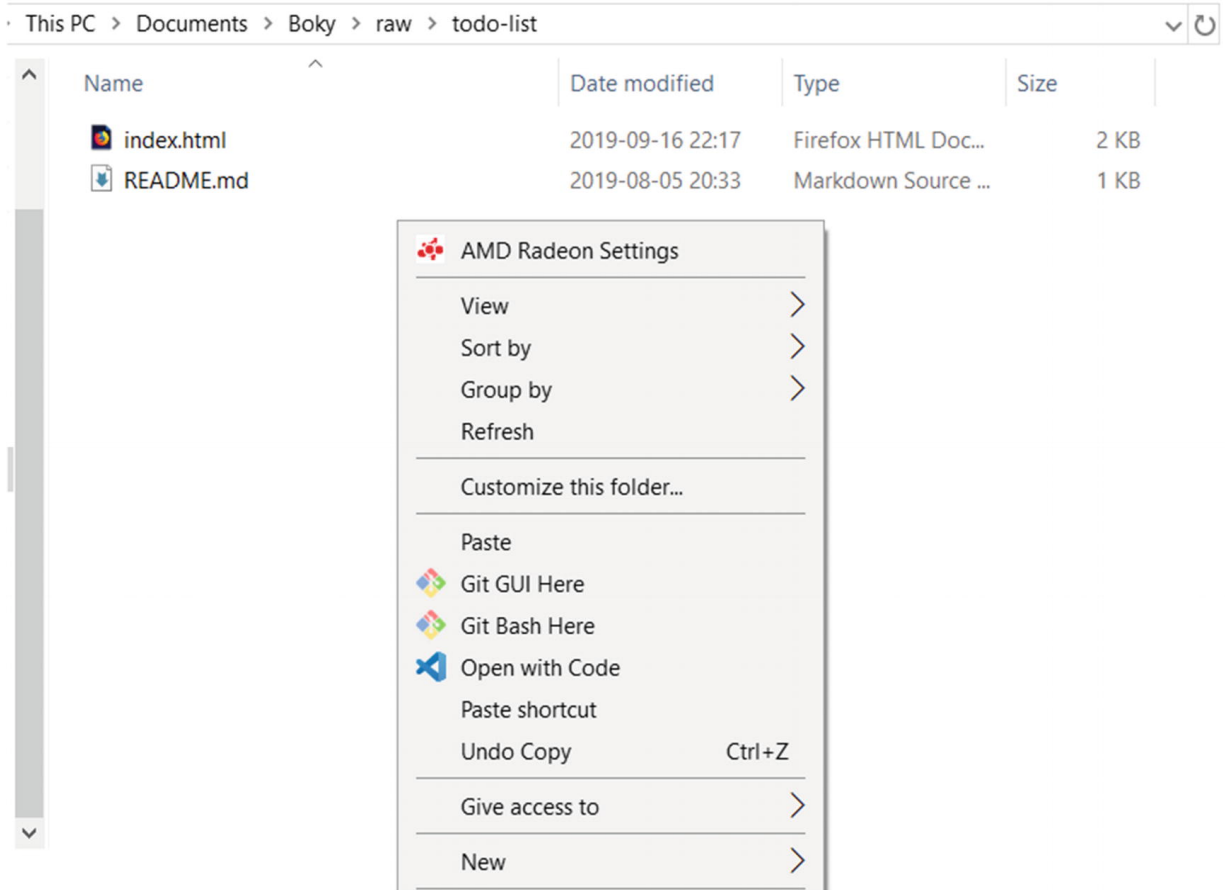 This PC > Documents > Boky > raw > todo-list
Name Date modified Type Size
index.html 2019-09-16 22:17 Firefox HTML Doc... 2 KB
README.md 2019-08-05 20:33 Markdown Source ... 1 KB
AMD Radeon Settings
View
Sort by
Group by
Refresh
Customize this folder...
Paste
Git GUI Here
Git Bash Here
Open with Code
Paste shortcut
Undo Copy Ctrl+Z
Give access to
New